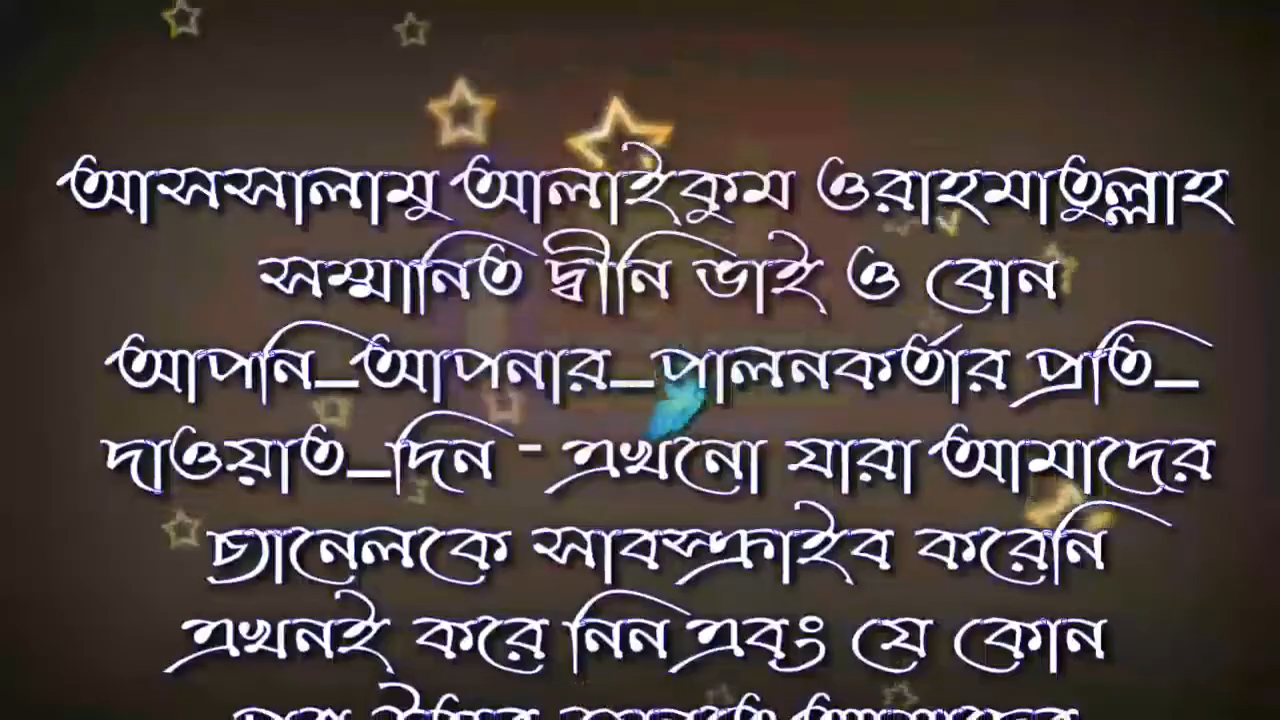 আসসালামু আলাইকুম ওরাহমাতুল্লাহ
সম্মানিত দ্বীনি ভাই ও বোন
আপনি_আপনার_পালনকর্তার প্রতি_
দাওয়াত_দিন - এখনো যারা আমাদের
চ্যানেলকে সাবস্ক্রাইব করেনি
এখনই করে নিন এবং যে কোন